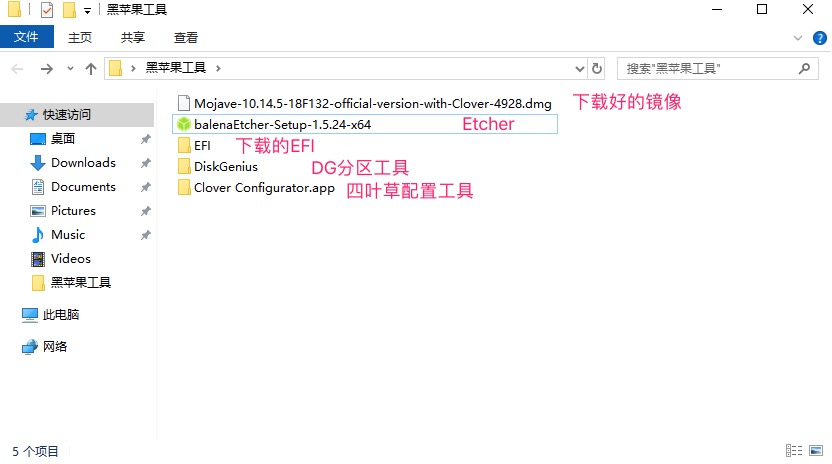 黑苹果工具
文件 主页 共享 查看
黑苹果工具 搜索"黑苹果工具"
快速访问
桌面
Downloads
Documents
Pictures
Music
Videos
黑苹果工具
此电脑
网络
Mojave-10.14.5-18F132-official-version-with-Clover-4928.dmg 下载好的镜像
balenaEtcher-Setup-1.5.24-x64 Etcher
EFI 下载的EFI
DiskGenius DG分区工具
Clover Configurator.app 四叶草配置工具
5 个项目